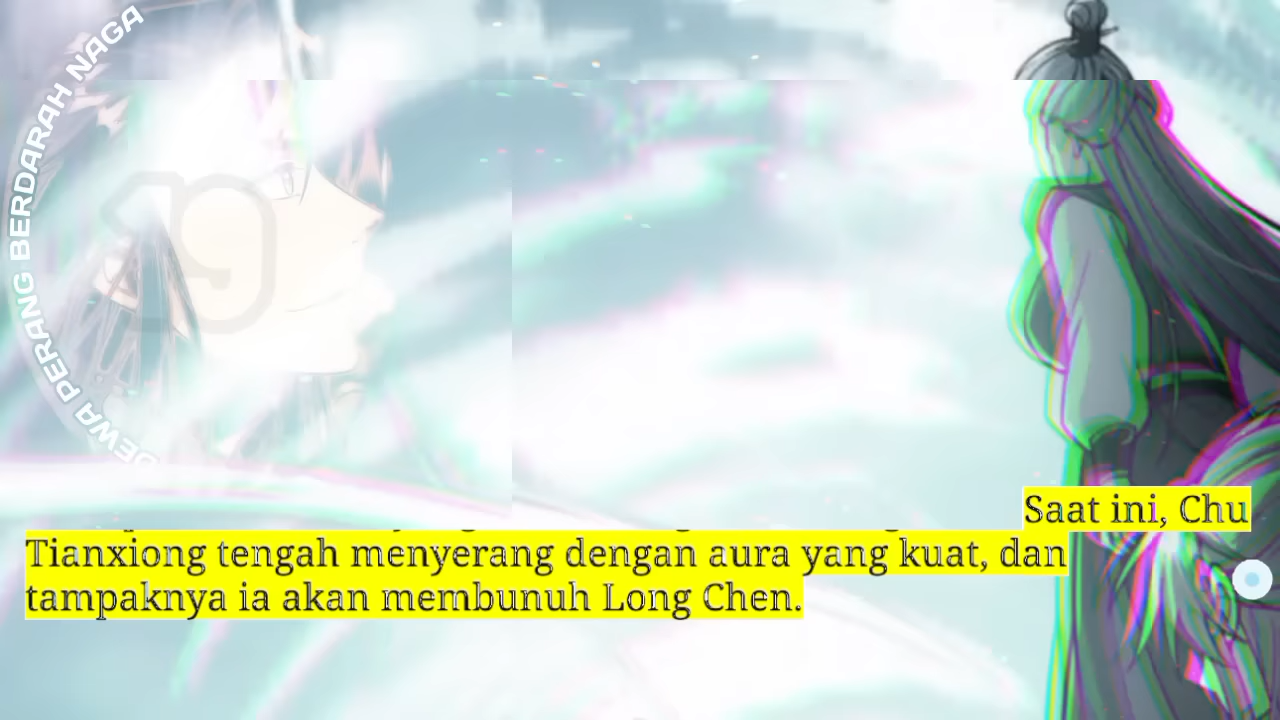 DEWA PERANG BERDARAH NAGA
19
Saat ini, Chu
Tianxiong tengah menyerang dengan aura yang kuat, dan
tampaknya ia akan membunuh Long Chen.